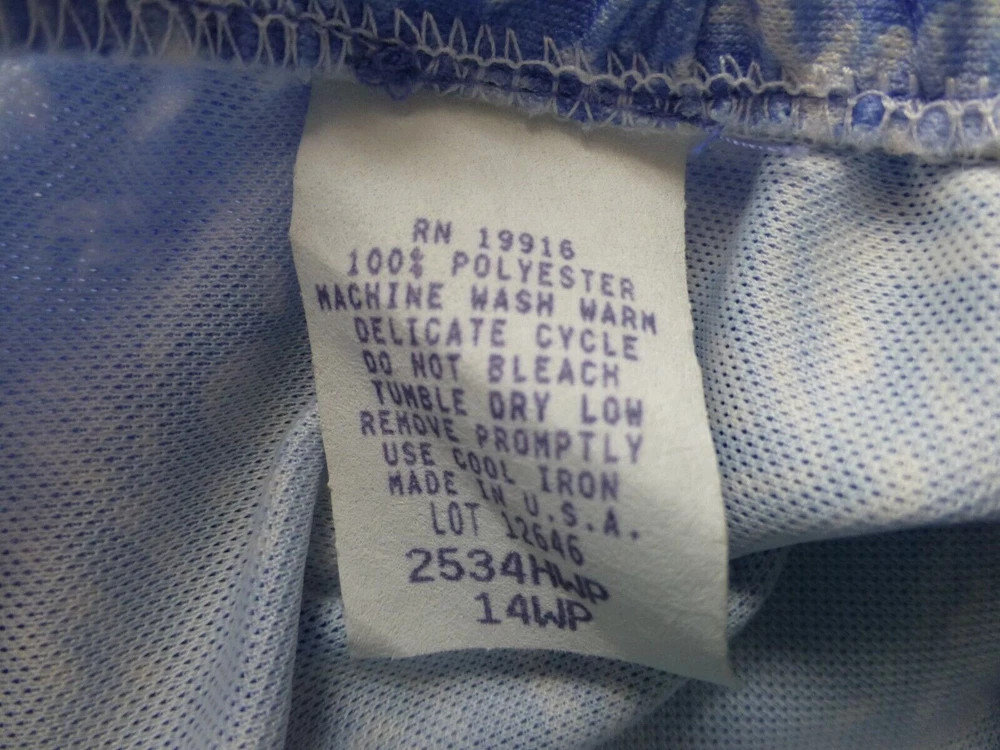 RN 19916
100% POLYESTER
MACHINE WASH WARM
DELICATE CYCLE
DO NOT BLEACH
TUMBLE DRY LOW
REMOVE PROMPTLY
USE COOL IRON
MADE IN U.S.A.
LOT 12646
2534HWP
14WP